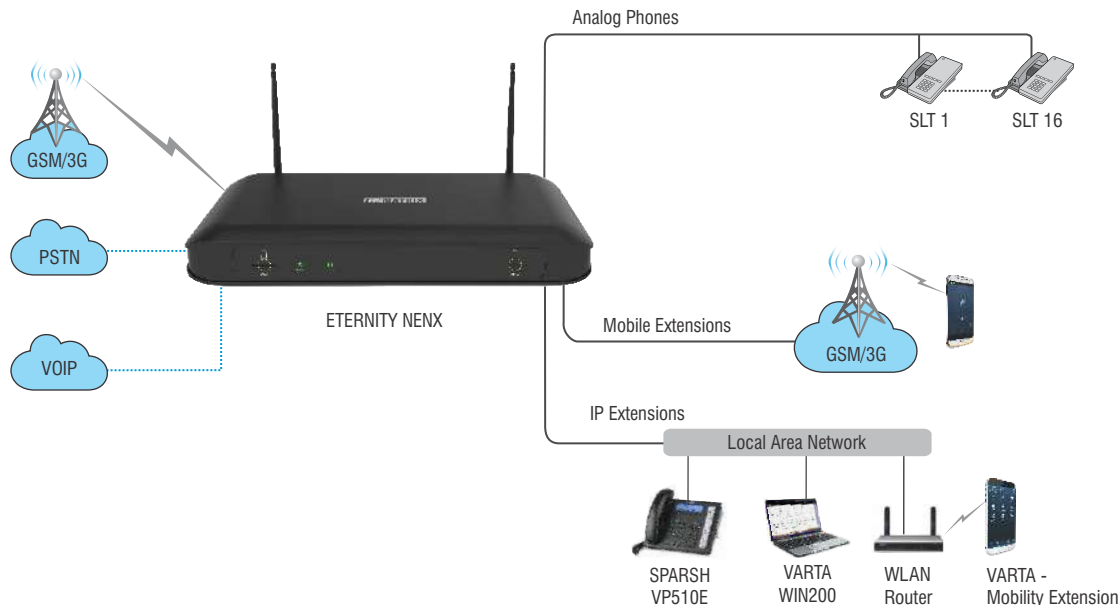 Analog Phones
SLT 1
SLT 16
GSM/3G
MATRIX
PSTN
ETERNITY NENX
Mobile Extensions
GSM/3G
VOIP
IP Extensions
Local Area Network
SPARSH
VP510E
VARTA
WIN200
WLAN
Router
VARTA -
Mobility Extension